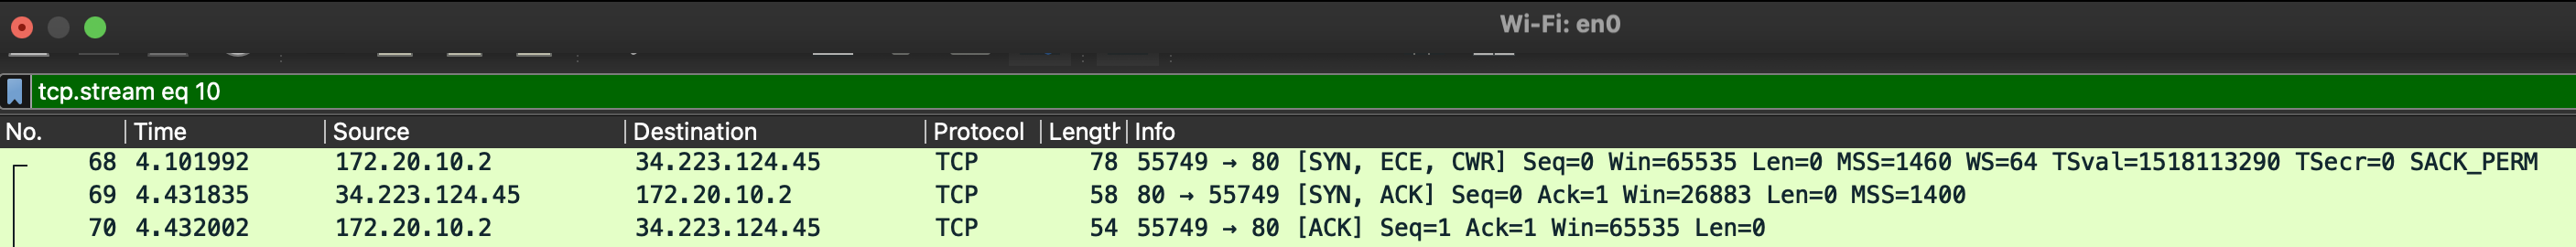 Wi-Fi: en0
tcp.stream eq 10
No. Time Source Destination Protocol Length Info
68 4.101992 172.20.10.2 34.223.124.45 TCP 78 55749 → 80 [SYN, ECE, CWR] Seq=0 Win=65535 Len=0 MSS=1460 WS=64 TSval=1518113290 TSecr=0 SACK_PERM
69 4.431835 34.223.124.45 172.20.10.2 TCP 58 80 → 55749 [SYN, ACK] Seq=0 Ack=1 Win=26883 Len=0 MSS=1400
70 4.432002 172.20.10.2 34.223.124.45 TCP 54 55749 → 80 [ACK] Seq=1 Ack=1 Win=65535 Len=0